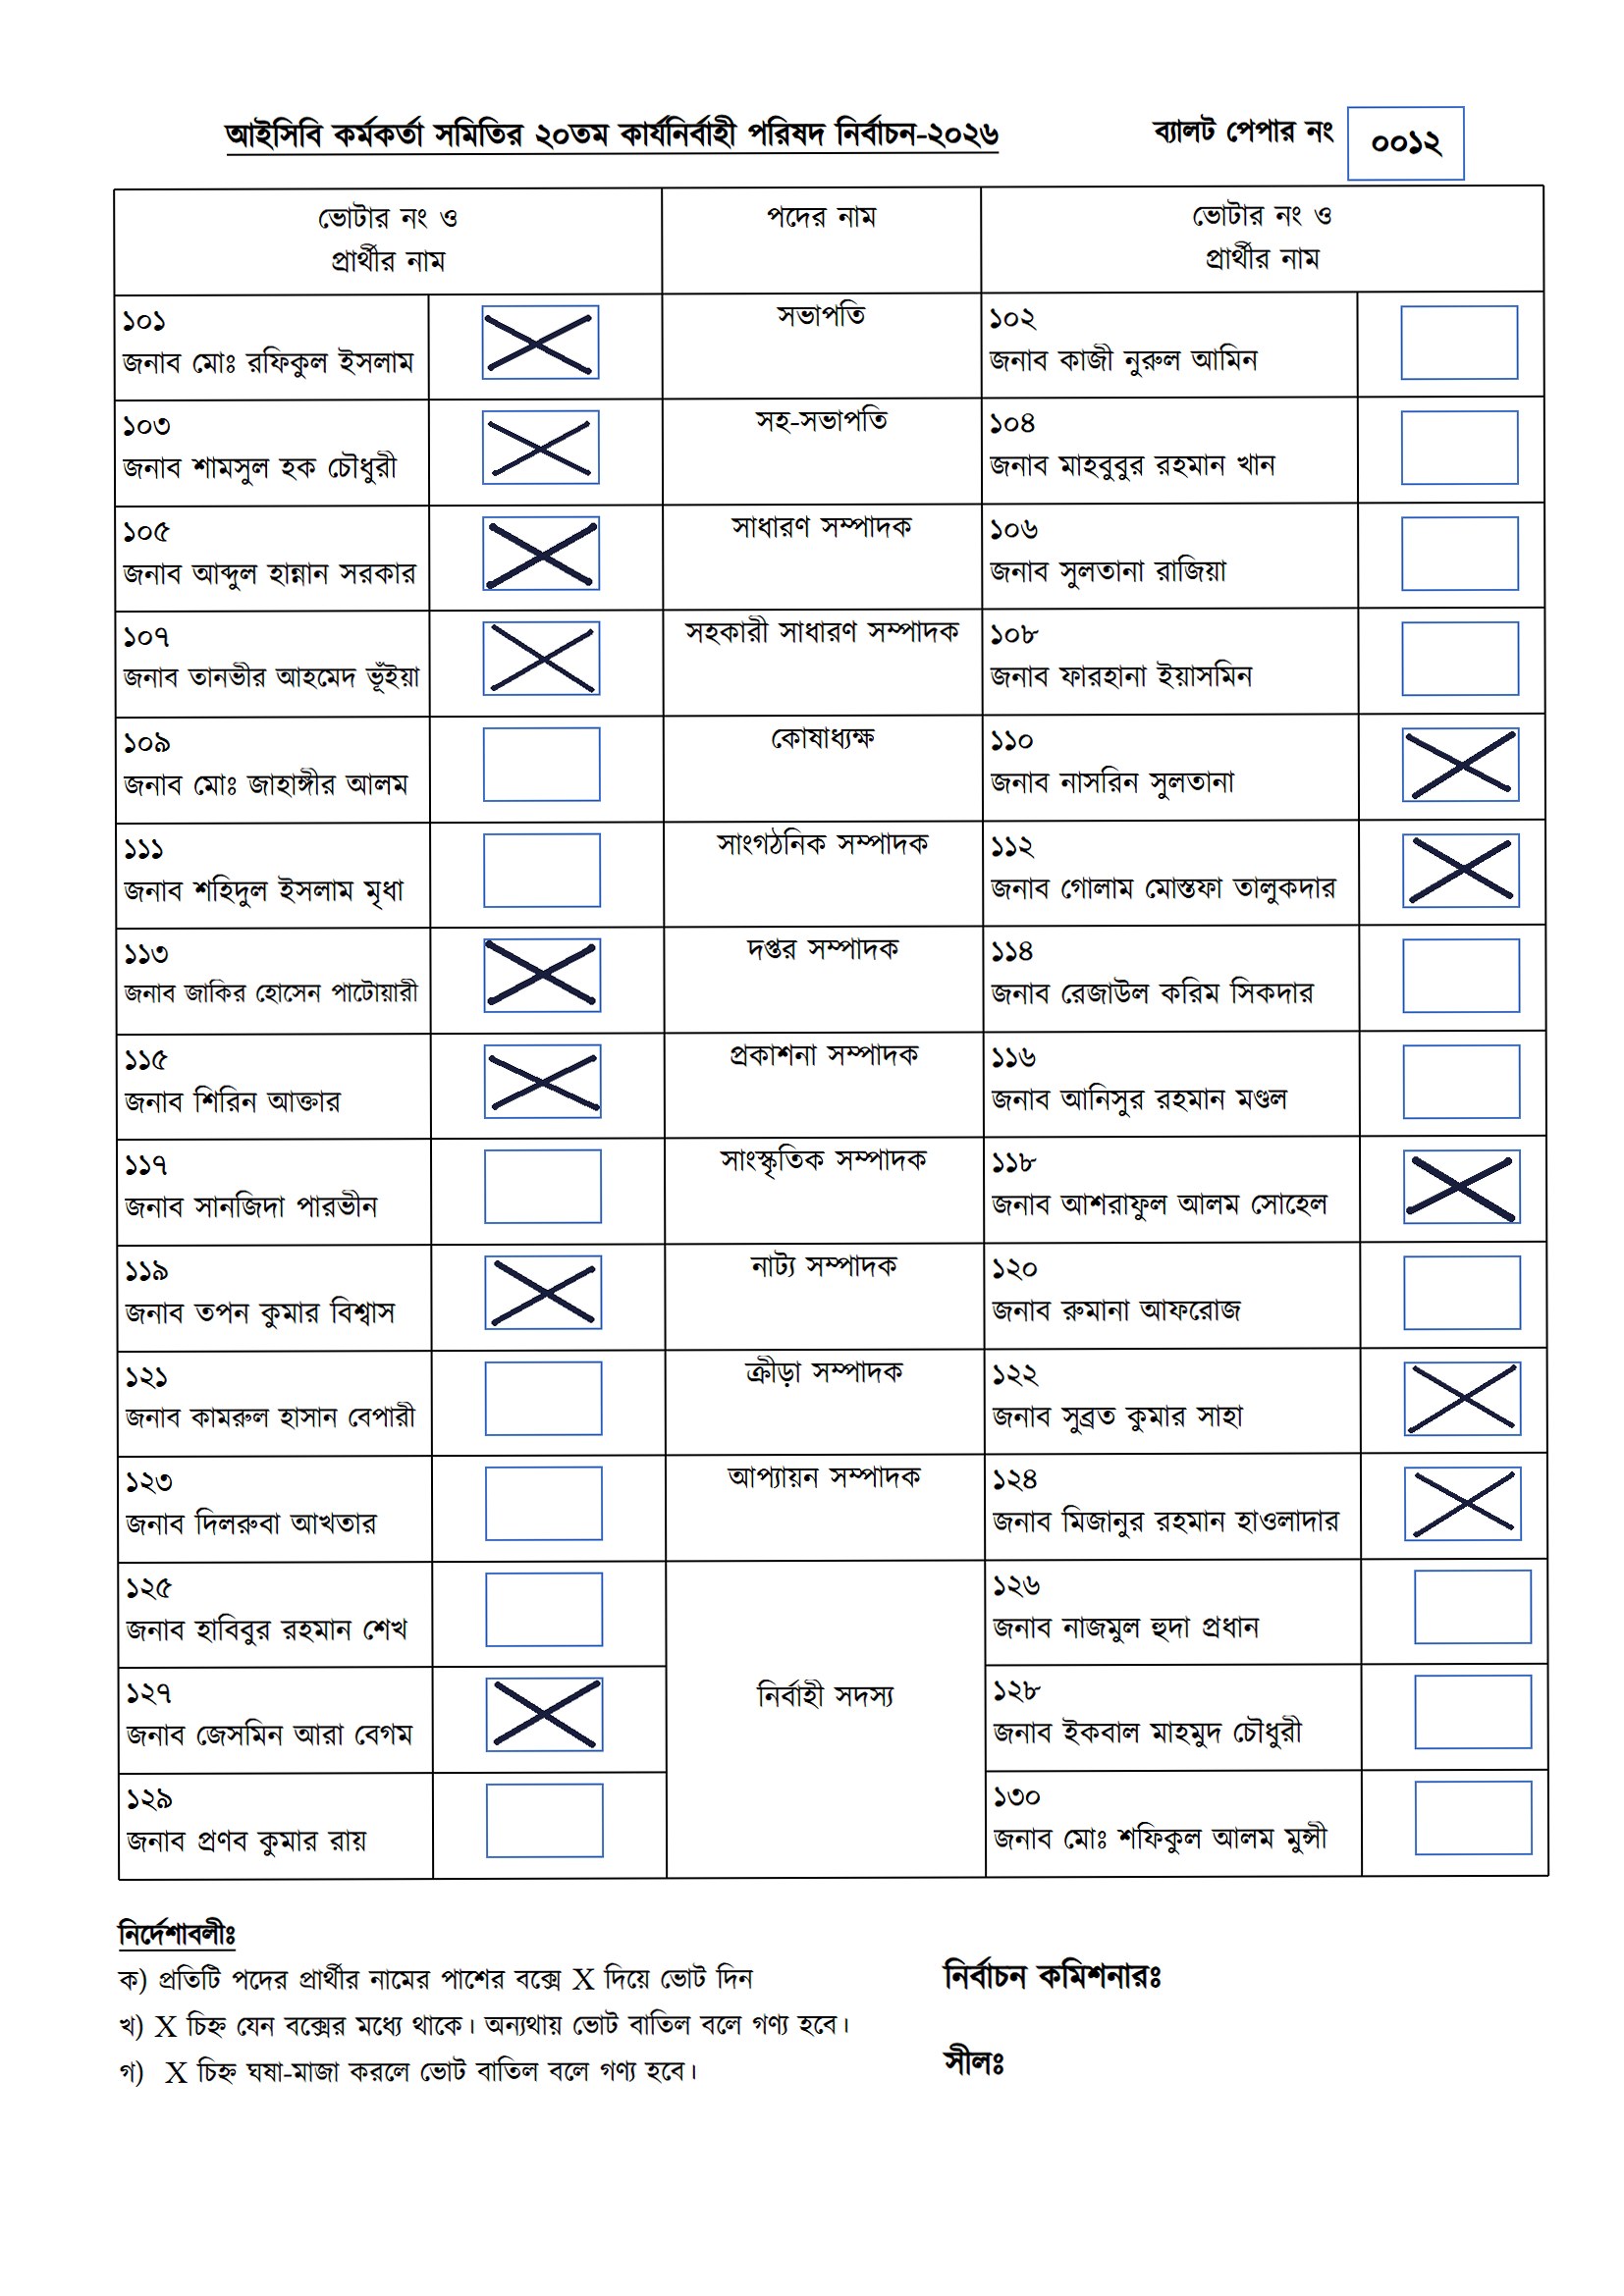 আইসিবি কর্মকর্তা সমিতির ২০তম কার্যনির্বাহী পরিষদ নির্বাচন-২০২৬
ব্যালট পেপার নং ০০১২
ভোটার নং ও
প্রার্থীর নাম
পদের নাম
ভোটার নং ও
প্রার্থীর নাম
১০১
জনাব মোঃ রফিকুল ইসলাম
সভাপতি
১০২
জনাব কাজী নুরুল আমিন
১০৩
জনাব শামসুল হক চৌধুরী
সহ-সভাপতি
১০৪
জনাব মাহবুবুর রহমান খান
১০৫
জনাব আব্দুল হান্নান সরকার
সাধারণ সম্পাদক
১০৬
জনাব সুলতানা রাজিয়া
১০৭
জনাব তানভীর আহমেদ ভূঁইয়া
সহকারী সাধারণ সম্পাদক
১০৮
জনাব ফারহানা ইয়াসমিন
১০৯
জনাব মোঃ জাহাঙ্গীর আলম
কোষাধ্যক্ষ
১১০
জনাব নাসরিন সুলতানা
১১১
জনাব শহিদুল ইসলাম মৃধা
সাংগঠনিক সম্পাদক
১১২
জনাব গোলাম মোস্তফা তালুকদার
১১৩
জনাব জাকির হোসেন পাটোয়ারী
দপ্তর সম্পাদক
১১৪
জনাব রেজাউল করিম সিকদার
১১৫
জনাব শিরিন আক্তার
প্রকাশনা সম্পাদক
১১৬
জনাব আনিসুর রহমান মণ্ডল
১১৭
জনাব সানজিদা পারভীন
সাংস্কৃতিক সম্পাদক
১১৮
জনাব আশরাফুল আলম সোহেল
১১৯
জনাব তপন কুমার বিশ্বাস
নাট্য সম্পাদক
১২০
জনাব রুমানা আফরোজ
১২১
জনাব কামরুল হাসান বেপারী
ক্রীড়া সম্পাদক
১২২
জনাব সুব্রত কুমার সাহা
১২৩
জনাব দিলরুবা আখতার
আপ্যায়ন সম্পাদক
১২৪
জনাব মিজানুর রহমান হাওলাদার
১২৫
জনাব হাবিবুর রহমান শেখ
১২৬
জনাব নাজমুল হুদা প্রধান
১২৭
জনাব জেসমিন আরা বেগম
নির্বাহী সদস্য
১২৮
জনাব ইকবাল মাহমুদ চৌধুরী
১২৯
জনাব প্রণব কুমার রায়
১৩০
জনাব মোঃ শফিকুল আলম মুন্সী
নির্দেশাবলীঃ
ক) প্রতিটি পদের প্রার্থীর নামের পাশের বক্সে X দিয়ে ভোট দিন
খ) X চিহ্ন যেন বক্সের মধ্যে থাকে। অন্যথায় ভোট বাতিল বলে গণ্য হবে।
গ) X চিহ্ন ঘষা-মাজা করলে ভোট বাতিল বলে গণ্য হবে।
নির্বাচন কমিশনারঃ
সীলঃ